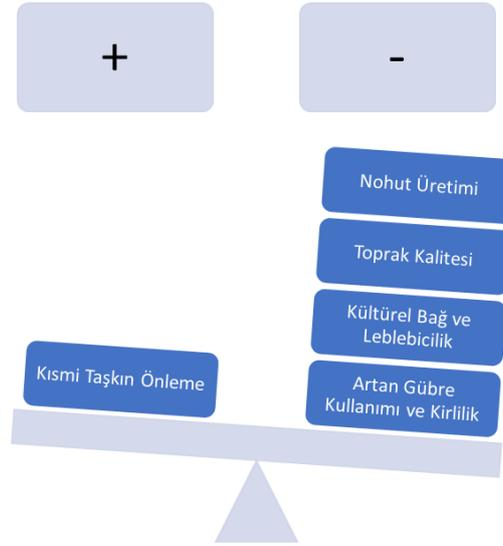 +
-
Nohut Üretimi
Toprak Kalitesi
Kültürel Bağ ve
Leblebicilik
Kısmi Taşkın Önleme
Artan Gübre
Kullanımı ve Kirlilik